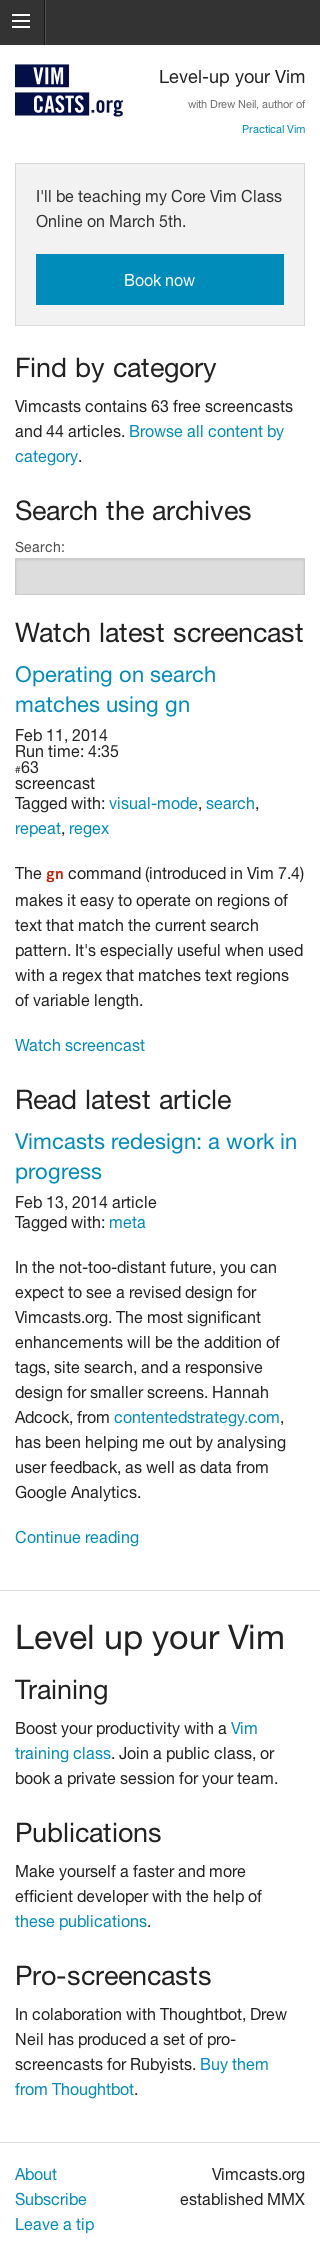 VIM
CASTS.org
Level-up your Vim
with Drew Neil, author of
Practical Vim
I'll be teaching my Core Vim Class
Online on March 5th.
Book now
Find by category
Vimcasts contains 63 free screencasts
and 44 articles. Browse all content by
category.
Search the archives
Search:
Watch latest screencast
Operating on search
matches using gn
Feb 11, 2014
Run time: 4:35
#63
screencast
Tagged with: visual-mode, search,
repeat, regex
The gn command (introduced in Vim 7.4)
makes it easy to operate on regions of
text that match the current search
pattern. It's especially useful when used
with a regex that matches text regions
of variable length.
Watch screencast
Read latest article
Vimcasts redesign: a work in
progress
Feb 13, 2014 article
Tagged with: meta
In the not-too-distant future, you can
expect to see a revised design for
Vimcasts.org. The most significant
enhancements will be the addition of
tags, site search, and a responsive
design for smaller screens. Hannah
Adcock, from contentedstrategy.com,
has been helping me out by analysing
user feedback, as well as data from
Google Analytics.
Continue reading
Level up your Vim
Training
Boost your productivity with a Vim
training class. Join a public class, or
book a private session for your team.
Publications
Make yourself a faster and more
efficient developer with the help of
these publications.
Pro-screencasts
In colaboration with Thoughtbot, Drew
Neil has produced a set of pro-
screencasts for Rubyists. Buy them
from Thoughtbot.
About
Subscribe
Leave a tip
Vimcasts.org
established MMX